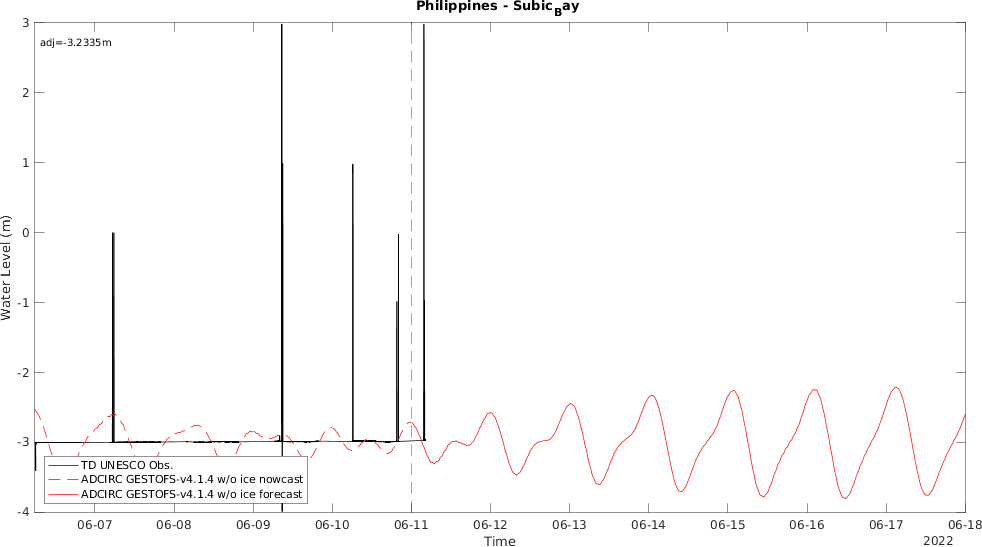 Philippines - SubicBay
adj=-3.2335m
3
2
1
0
-1
-2
-3
-4
Water Level (m)
TD UNESCO Obs.
ADCIRC GESTOFS-v4.1.4 w/o ice nowcast
ADCIRC GESTOFS-v4.1.4 w/o ice forecast
06-07 06-08 06-09 06-10 06-11 06-12 06-13 06-14 06-15 06-16 06-17 06-18
Time
2022